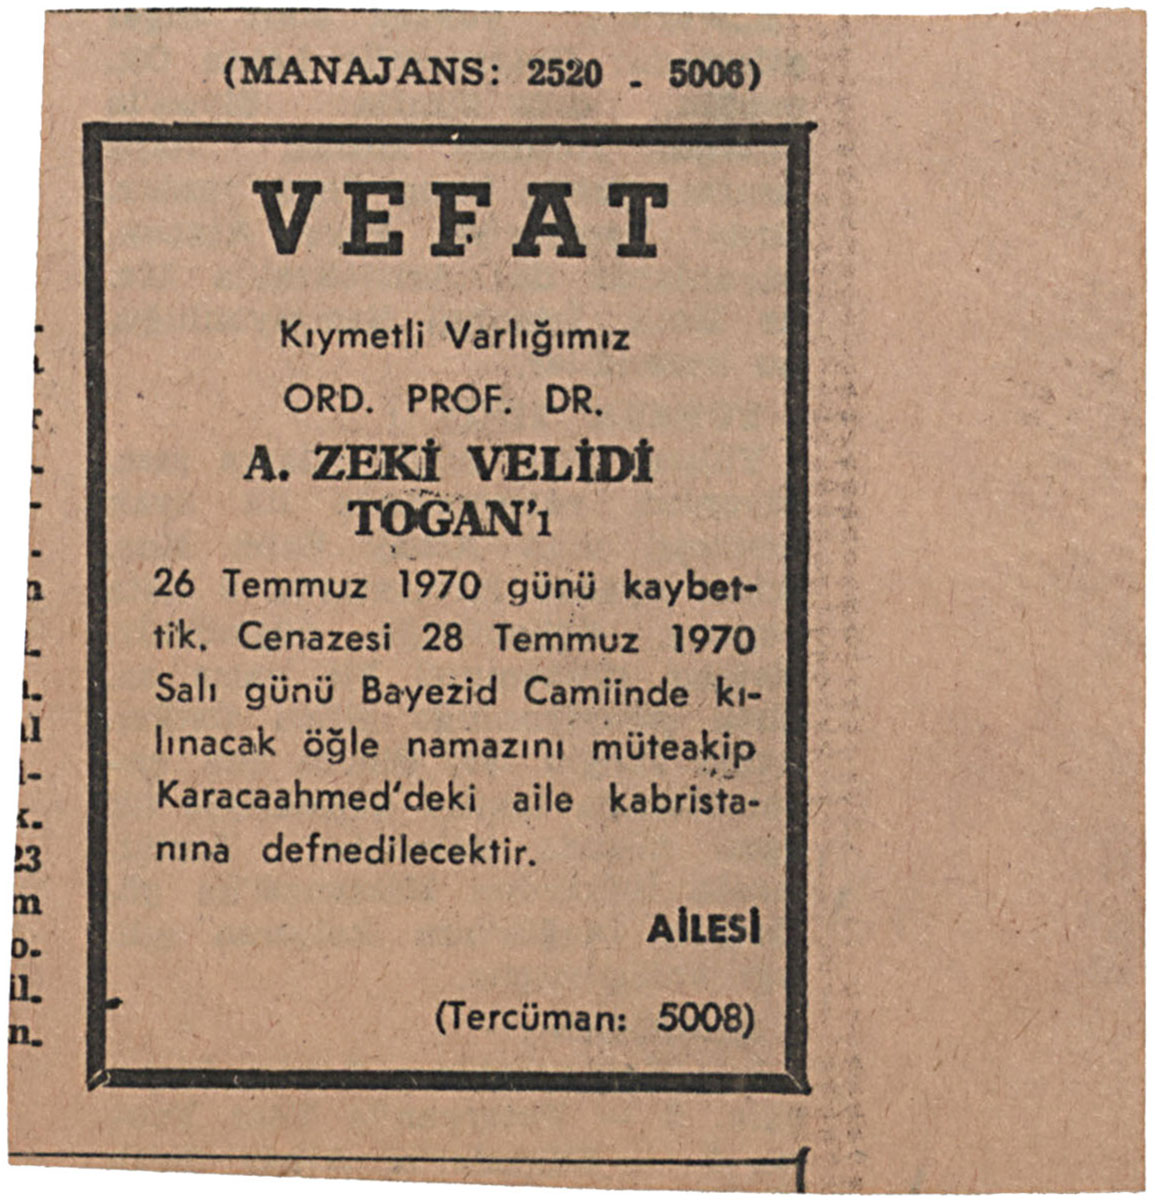 (MANAJANS: 2520 - 5006)
VEFAT
Kıymetli Varlığımız
ORD. PROF. DR.
A. ZEKİ VELİDİ
TOGAN'ı
26 Temmuz 1970 günü kaybet-
tik. Cenazesi 28 Temmuz 1970
Salı günü Bayezid Camiinde kı-
lınacak öğle namazını müteakip
Karacaahmed'deki aile kabrista-
nına defnedilecektir.
AİLESİ
(Tercüman: 5008)